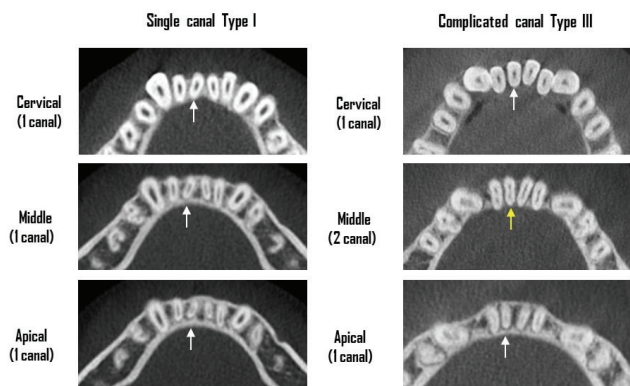 Single canal Type I
Complicated canal Type III
Cervical
(1 canal)
Cervical
(1 canal)
Middle
(1 canal)
Middle
(2 canal)
Apical
(1 canal)
Apical
(1 canal)